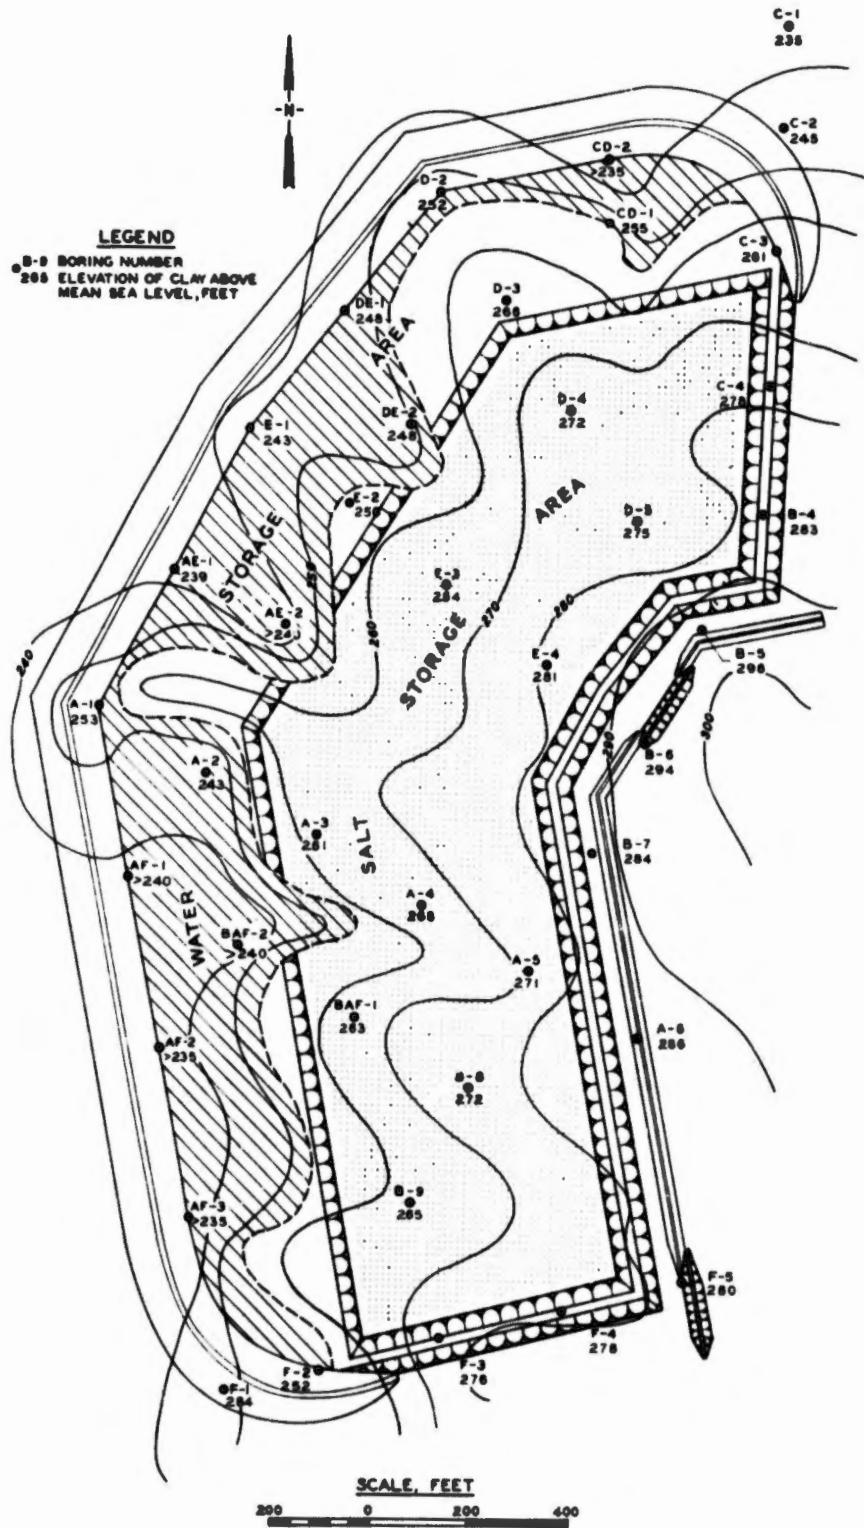 C-1
235
-N-
C-2
245
CD-2
>235
D-2
252
CD-1
255
LEGEND
B-9 BORING NUMBER
265 ELEVATION OF CLAY ABOVE
MEAN SEA LEVEL, FEET
C-3
261
D-3
266
DE-1
248
AREA
C-4
278
D-4
272
DE-2
248
E-1
243
E-2
250
D-5
275
B-4
283
AREA
STORAGE
250
AE-1
239
E-3
264
AE-2
>240
270
280
260
STORAGE
B-5
296
240
E-4
281
A-1
253
290
300
B-6
294
A-2
243
A-3
261
SALT
B-7
284
AF-1
>240
WATER
A-4
268
BAF-2
>240
A-5
271
BAF-1
263
A-6
286
AF-2
>235
B-8
272
B-9
265
AF-3
>235
F-5
280
F-4
278
F-3
276
F-2
252
F-1
SCALE, FEET
200 0 200 400